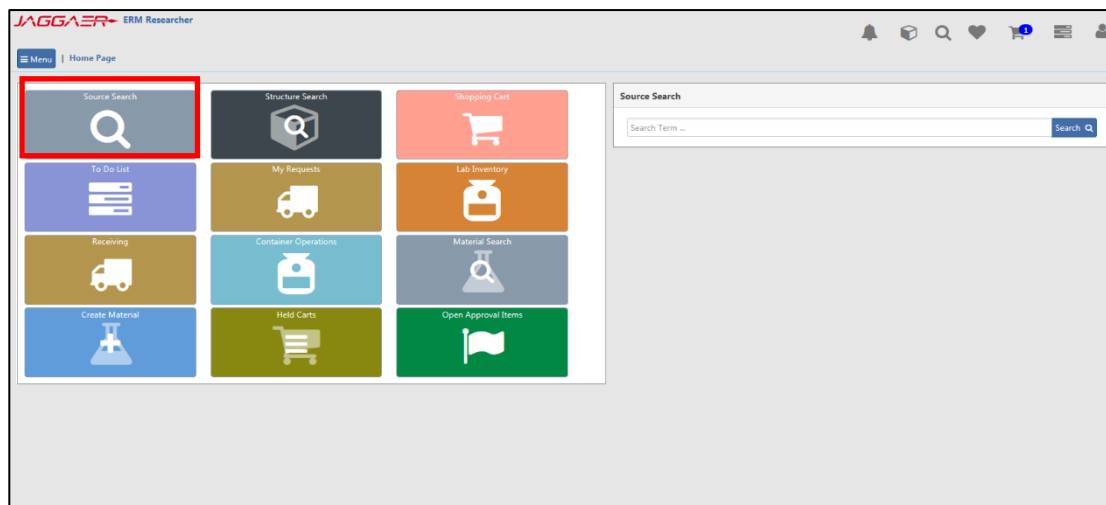 JAGGAER ERM Researcher
1
Menu | Home Page
Source Search
Structure Search
Shopping Cart
To Do List
My Requests
Lab Inventory
Receiving
Container Operations
Material Search
Create Material
Held Carts
Open Approval Items
Source Search
Search Term ...
Search